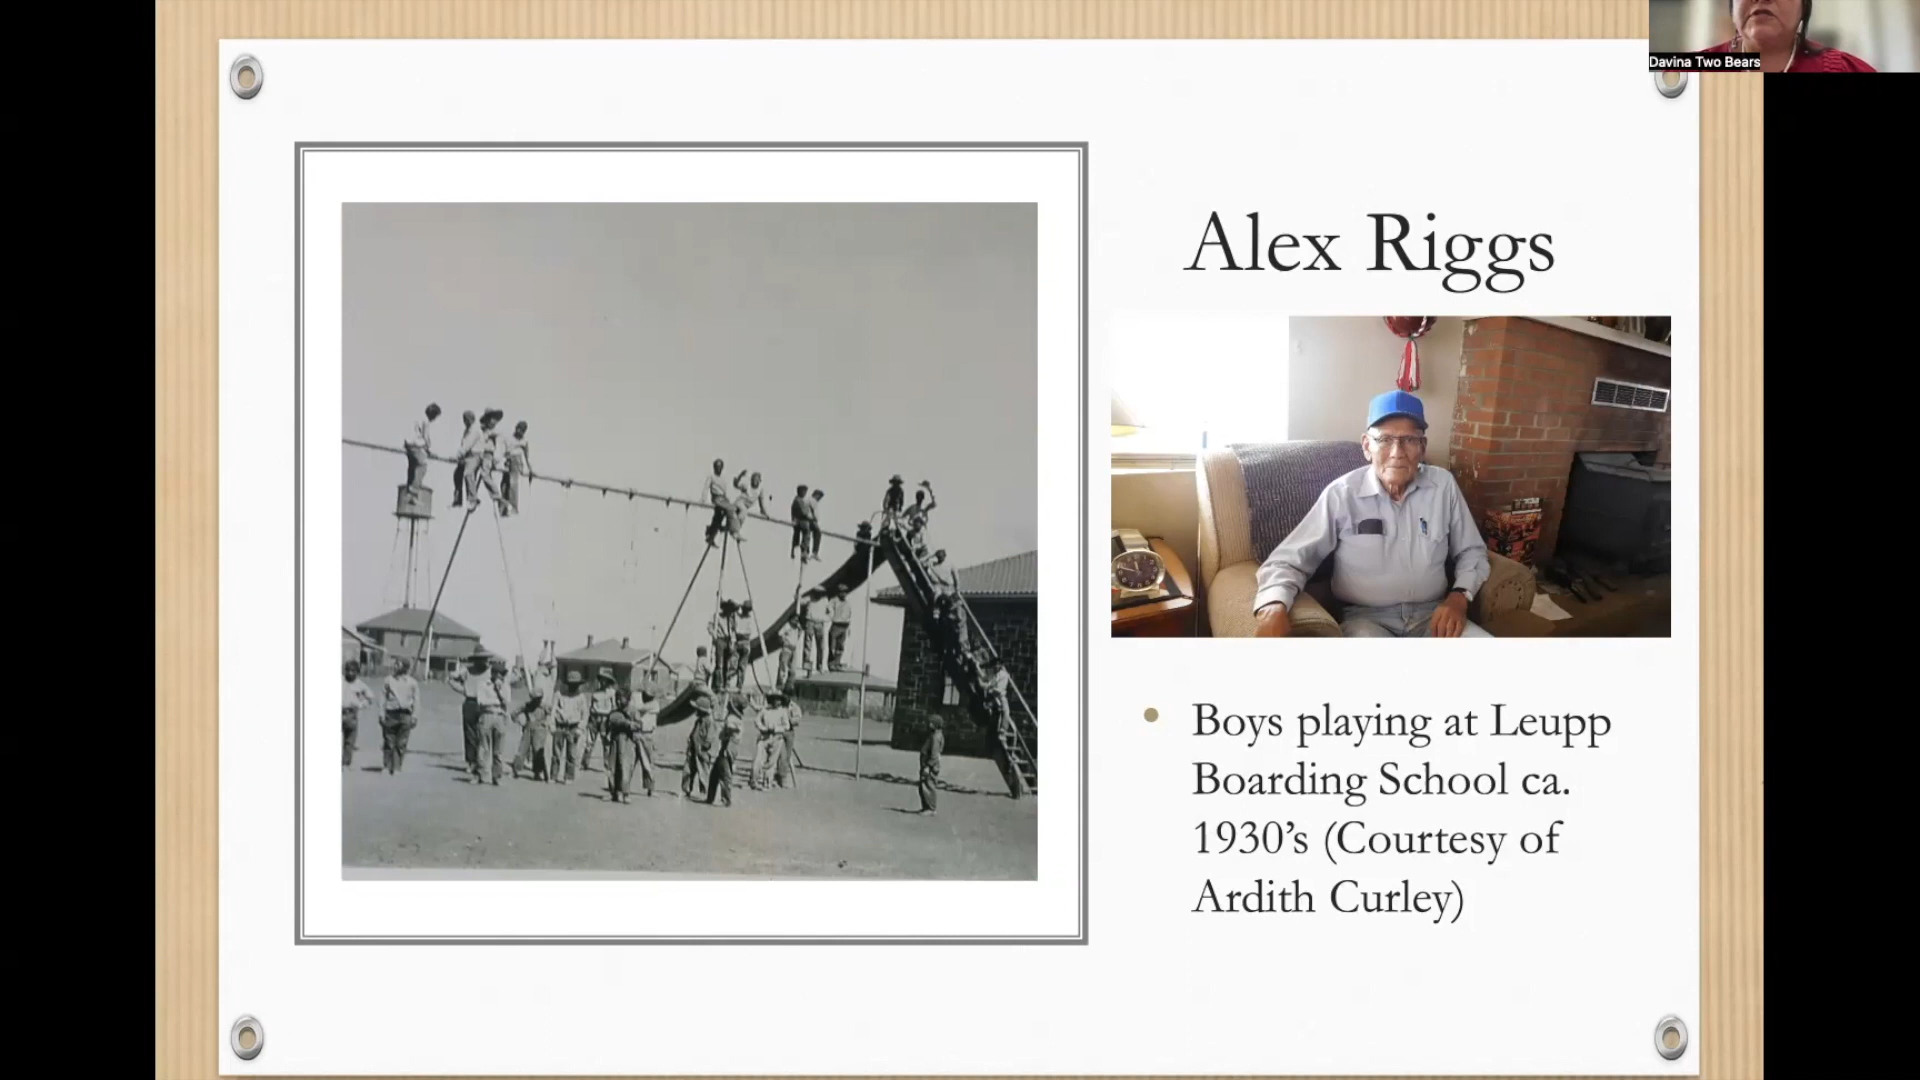 Davina Two Bears
Alex Riggs
Boys playing at Leupp
Boarding School ca.
1930’s (Courtesy of
Ardith Curley)